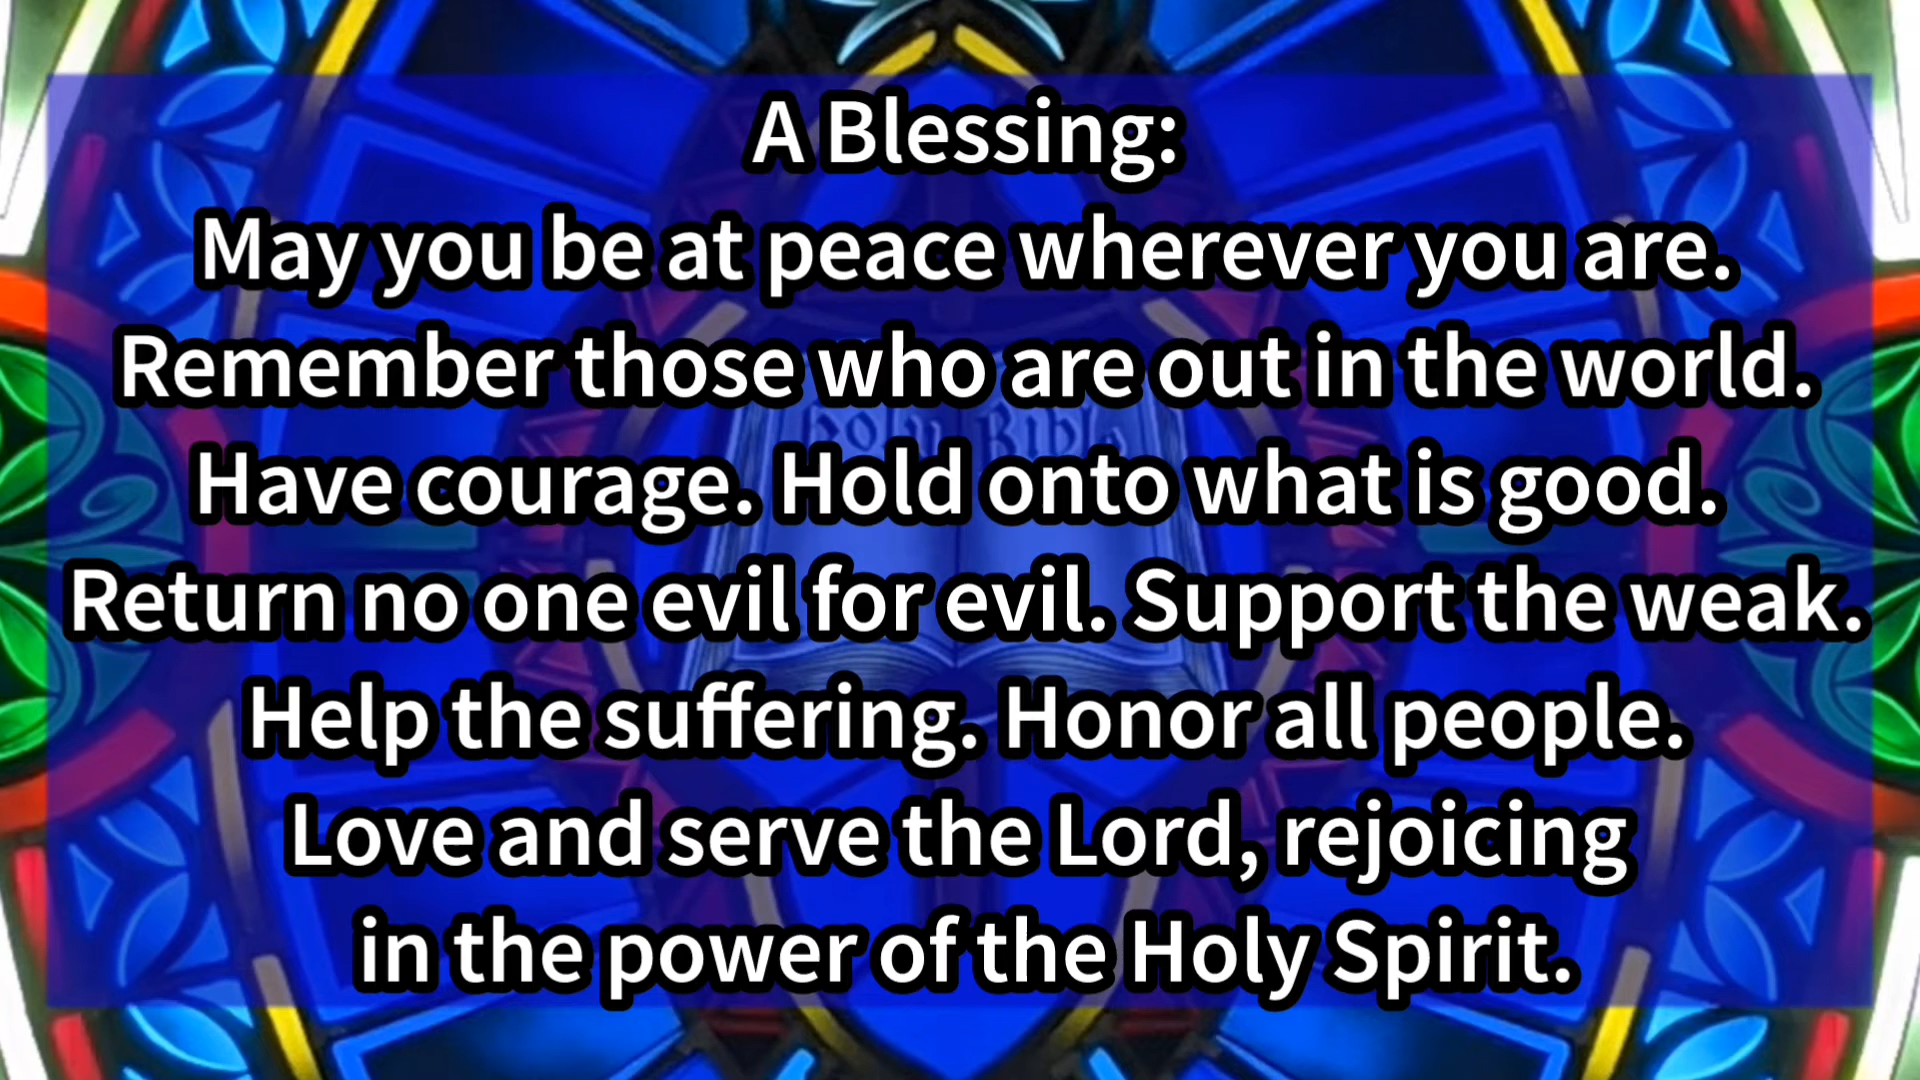 A Blessing:
May you be at peace wherever you are.
Remember those who are out in the world.
holy Bible
Have courage. Hold onto what is good.
Return no one evil for evil. Support the weak.
Help the suffering. Honor all people.
Love and serve the Lord, rejoicing
in the power of the Holy Spirit.